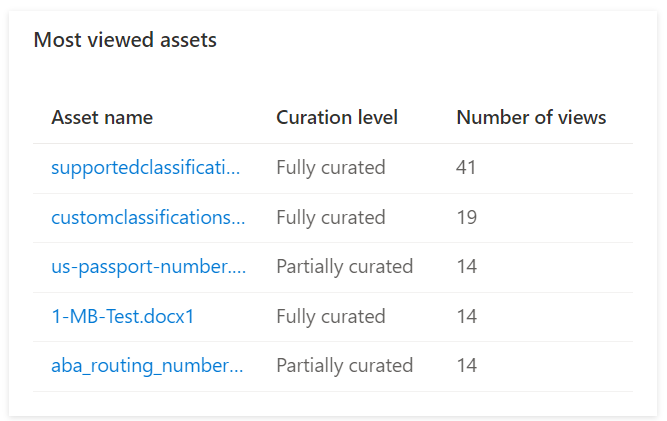 Most viewed assets
Asset name Curation level Number of views
supportedclassificati... Fully curated 41
customclassifications... Fully curated 19
us-passport-number.... Partially curated 14
1-MB-Test.docx1 Fully curated 14
aba_routing_number... Partially curated 14